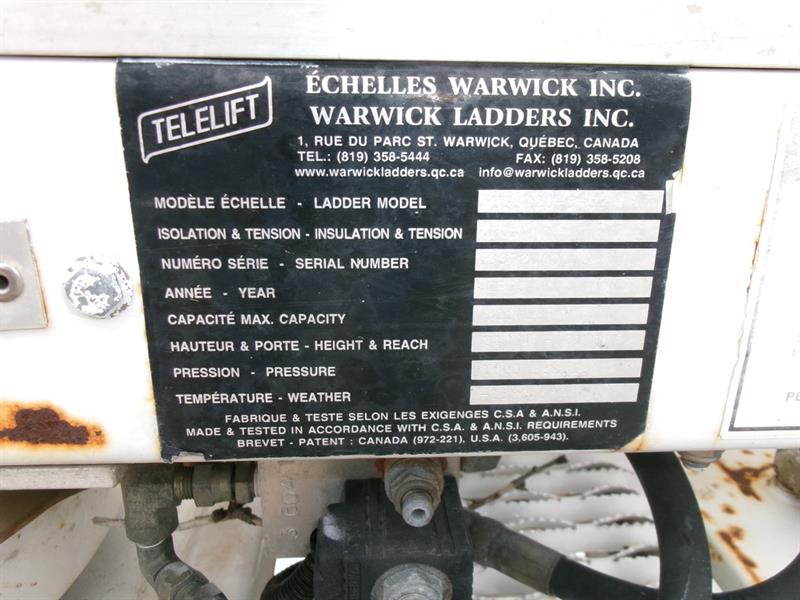 TELELIFT
ÉCHELLES WARWICK INC.
WARWICK LADDERS INC.
1, RUE DU PARC ST. WARWICK, QUÉBEC, CANADA
TEL.: (819) 358-5444 FAX: (819) 358-5208
www.warwickladders.qc.ca info@warwickladders.qc.ca
MODÈLE ÉCHELLE - LADDER MODEL
ISOLATION & TENSION - INSULATION & TENSION
NUMÉRO SÉRIE - SERIAL NUMBER
ANNÉE - YEAR
CAPACITÉ MAX. CAPACITY
HAUTEUR & PORTE - HEIGHT & REACH
PRESSION - PRESSURE
TEMPÉRATURE - WEATHER
FABRIQUE & TESTE SELON LES EXIGENGES C.S.A & A.N.S.I.
MADE & TESTED IN ACCORDANCE WITH C.S.A. & A.N.S.I. REQUIREMENTS
BREVET - PATENT : CANADA (972-221), U.S.A. (3,605-943).